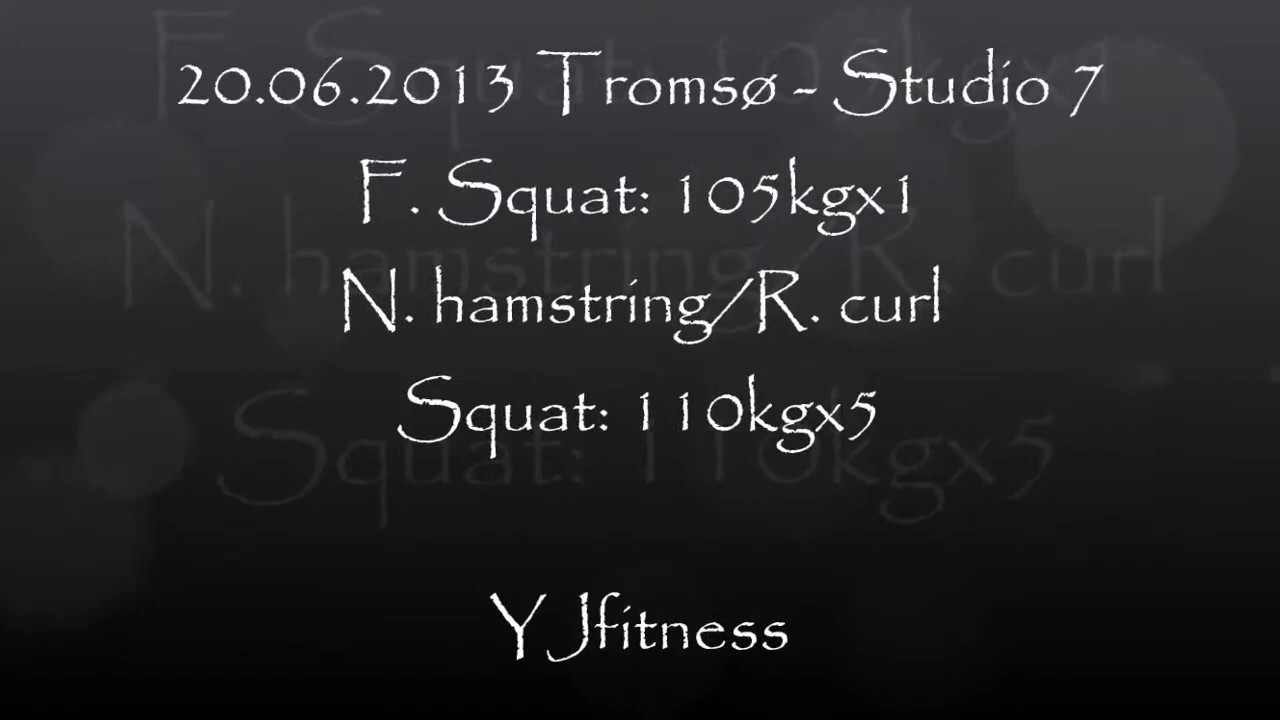 20.06.2013 Tromsø - Studio 7
F. Squat: 105kgx1
N. hamstring/R. curl
Squat: 110kgx5
YJfitness